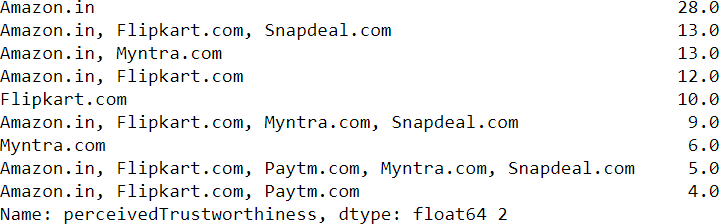 Amazon.in 28.0
Amazon.in, Flipkart.com, Snapdeal.com 13.0
Amazon.in, Myntra.com 13.0
Amazon.in, Flipkart.com 12.0
Flipkart.com 10.0
Amazon.in, Flipkart.com, Myntra.com, Snapdeal.com 9.0
Myntra.com 6.0
Amazon.in, Flipkart.com, Paytm.com, Myntra.com, Snapdeal.com 5.0
Amazon.in, Flipkart.com, Paytm.com 4.0
Name: perceivedTrustworthiness, dtype: float64 2